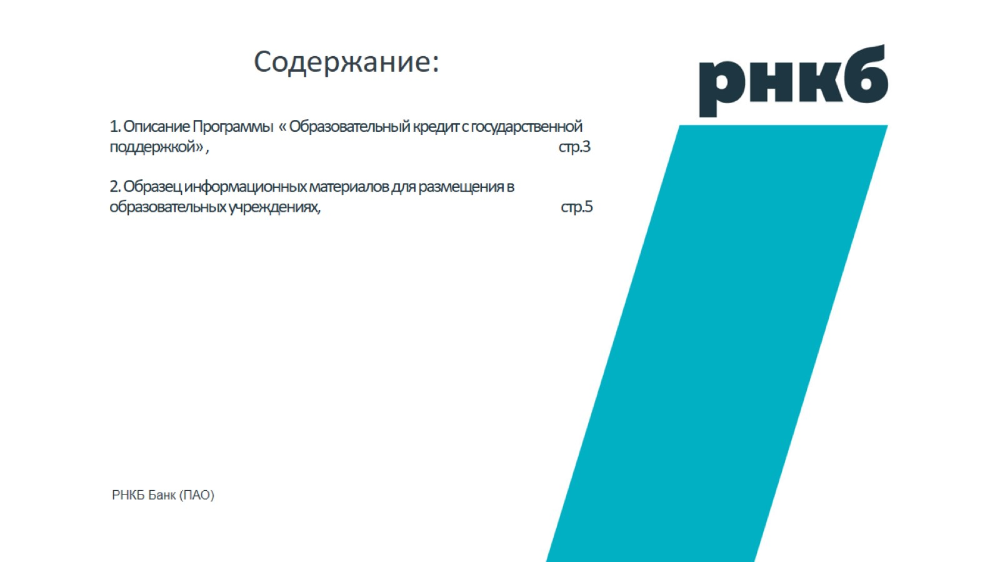 Содержание:
рнкб
1. Описание Программы « Образовательный кредит с государственной
поддержкой» , стр.3
2. Образец информационных материалов для размещения в
образовательных учреждениях, стр.5
РНКБ Банк (ПАО)